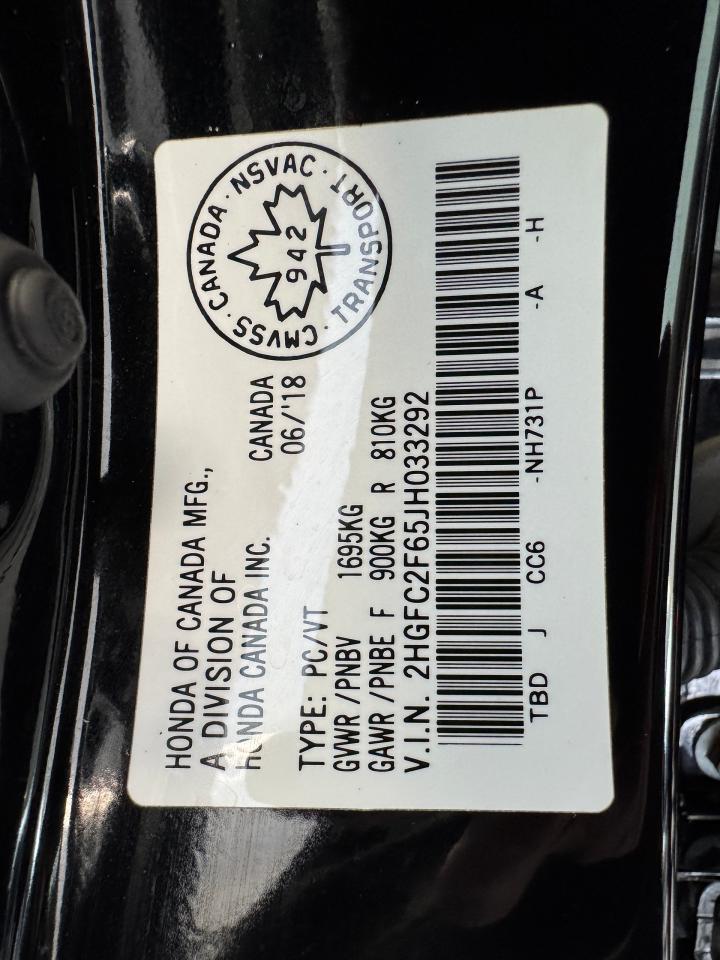 HONDA OF CANADA MFG.,
A DIVISION OF
HONDA CANADA INC.
CANADA
06/'18
TYPE: PC/VT
GVWR /PNBV 1695KG
GAWR /PNBE F 900KG R 810KG
V.I.N. 2HGFC2F65JH033292
TBD J CC6 -NH731P -A -H
CMVSS · CANADA · NSVAC · TRANSPORT ·
942